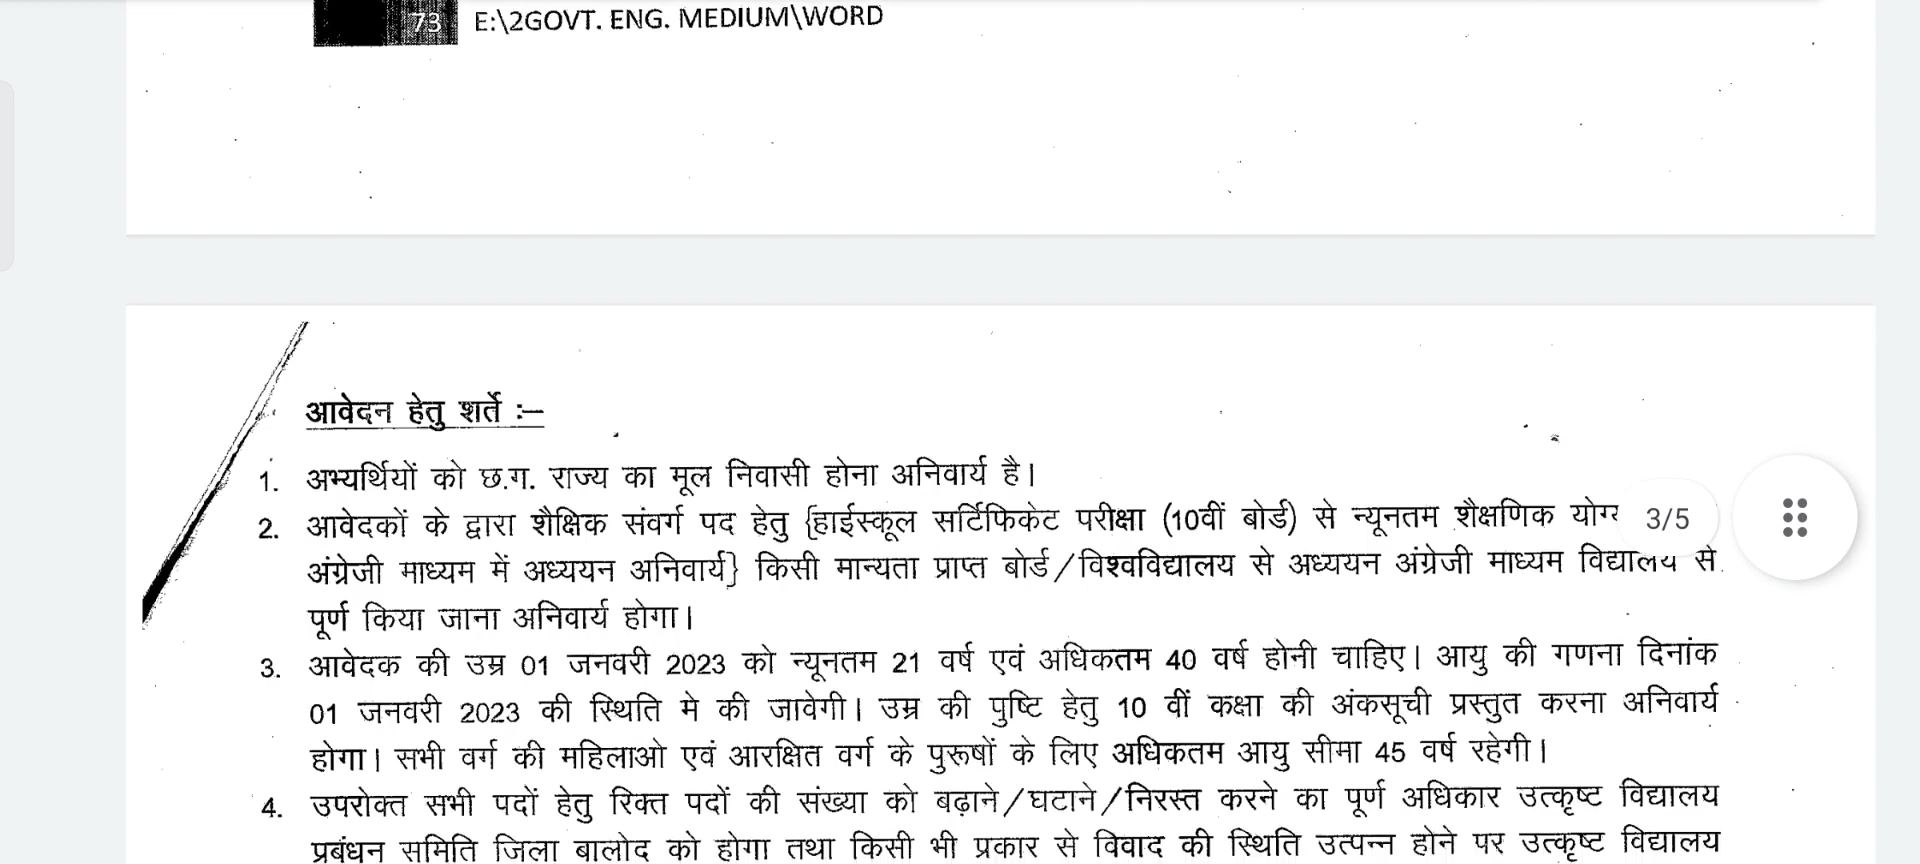 73 E:\2GOVT. ENG. MEDIUM\WORD
आवेदन हेतु शर्ते :–
1. अभ्यर्थियों को छ.ग. राज्य का मूल निवासी होना अनिवार्य है।
2. आवेदकों के द्वारा शैक्षिक संवर्ग पद हेतु {हाईस्कूल सर्टिफिकेट परीक्षा (10वीं बोर्ड) से न्यूनतम शैक्षणिक
3/5
अंग्रेजी माध्यम में अध्ययन अनिवार्य} किसी मान्यता प्राप्त बोर्ड/विश्वविद्यालय से अध्ययन अंग्रेजी माध्यम विद्यालय से
पूर्ण किया जाना अनिवार्य होगा।
3. आवेदक की उम्र 01 जनवरी 2023 को न्यूनतम 21 वर्ष एवं अधिकतम 40 वर्ष होनी चाहिए। आयु की गणना दिनांक
01 जनवरी 2023 की स्थिति मे की जावेगी। उम्र की पुष्टि हेतु 10 वीं कक्षा की अंकसूची प्रस्तुत करना अनिवार्य
होगा। सभी वर्ग की महिलाओ एवं आरक्षित वर्ग के पुरूषों के लिए अधिकतम आयु सीमा 45 वर्ष रहेगी।
4. उपरोक्त सभी पदों हेतु रिक्त पदों की संख्या को बढ़ाने/घटाने/निरस्त करने का पूर्ण अधिकार उत्कृष्ट विद्यालय
प्रबंधन समिति जिला बालोद को होगा तथा किसी भी प्रकार से विवाद की स्थिति उत्पन्न होने पर उत्कृष्ट विद्यालय